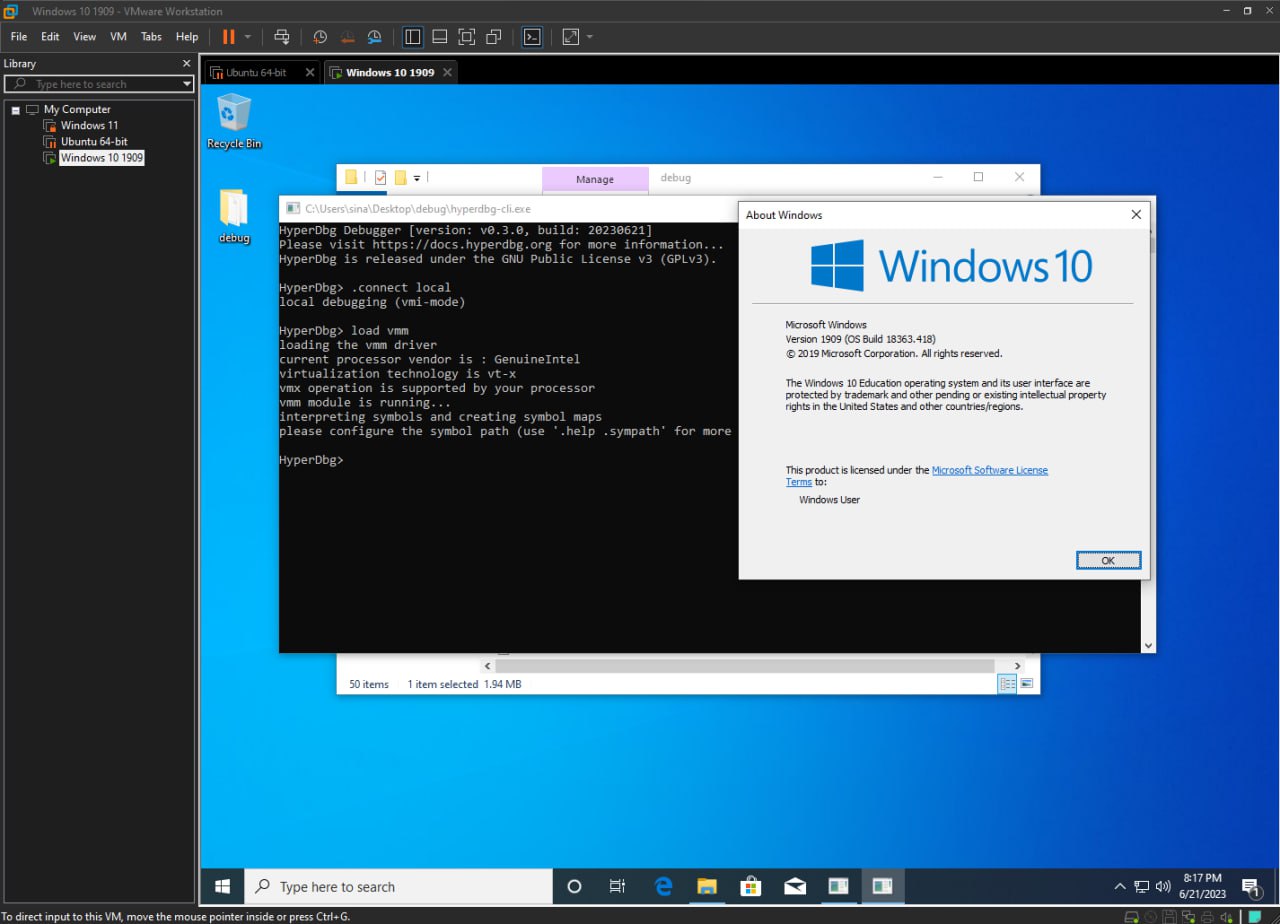 Windows 10 1909 - VMware Workstation
File Edit View VM Tabs Help
Library
Type here to search
My Computer
Windows 11
Ubuntu 64-bit
Windows 10 1909
Ubuntu 64-bit
Windows 10 1909
Recycle Bin
debug
Manage
debug
C:\Users\sina\Desktop\debug\hyperdbg-cli.exe
HyperDbg Debugger [version: v0.3.0, build: 20230621]
Please visit https://docs.hyperdbg.org for more information...
HyperDbg is released under the GNU Public License v3 (GPLv3).
HyperDbg> .connect local
local debugging (vmi-mode)
HyperDbg> load vmm
loading the vmm driver
current processor vendor is : GenuineIntel
virtualization technology is vt-x
vmx operation is supported by your processor
vmm module is running...
interpreting symbols and creating symbol maps
please configure the symbol path (use '.help .sympath' for more
HyperDbg>
About Windows
Windows 10
Microsoft Windows
Version 1909 (OS Build 18363.418)
© 2019 Microsoft Corporation. All rights reserved.
The Windows 10 Education operating system and its user interface are
protected by trademark and other pending or existing intellectual property
rights in the United States and other countries/regions.
This product is licensed under the Microsoft Software License
Terms to:
Windows User
OK
50 items 1 item selected 1.94 MB
Type here to search
8:17 PM
6/21/2023
1
To direct input to this VM, move the mouse pointer inside or press Ctrl+G.